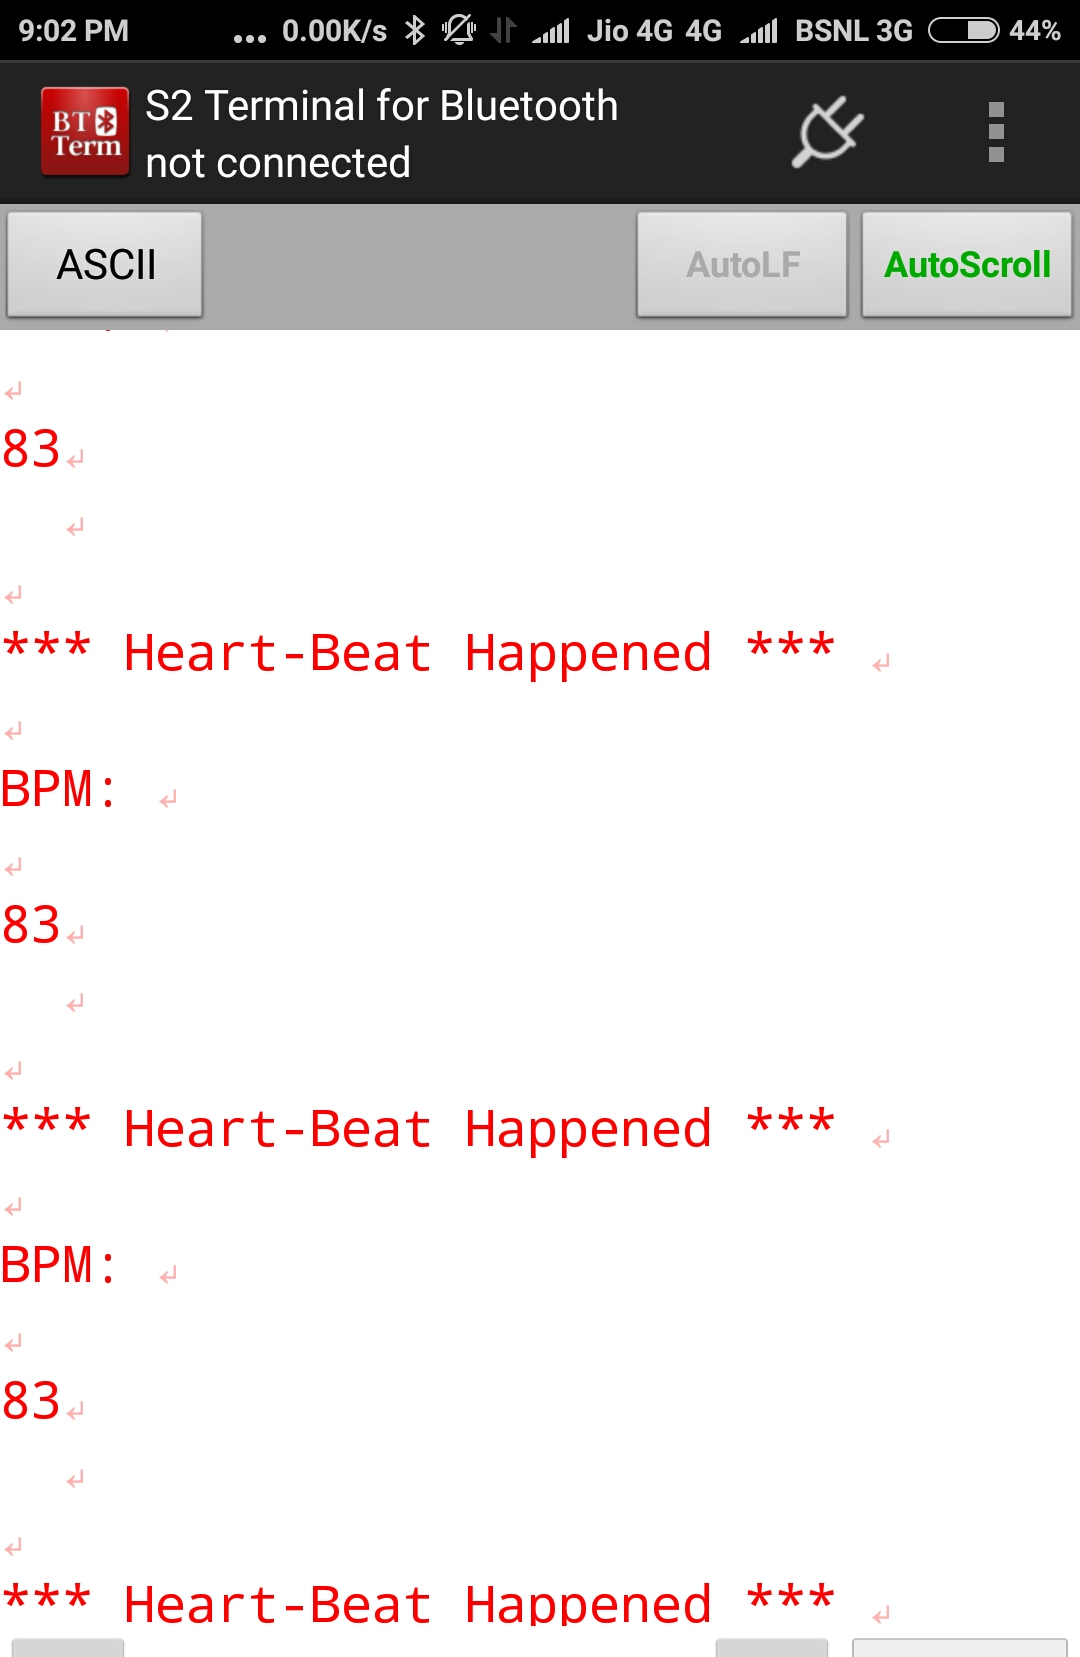 9:02 PM ... 0.00K/s Jio 4G 4G BSNL 3G 44%
BT Term
S2 Terminal for Bluetooth
not connected
ASCII AutoLF AutoScroll
↵
83↵
↵
↵
*** Heart-Beat Happened *** ↵
↵
BPM: ↵
↵
83↵
↵
↵
*** Heart-Beat Happened *** ↵
↵
BPM: ↵
↵
83↵
↵
↵
*** Heart-Beat Happened *** ↵